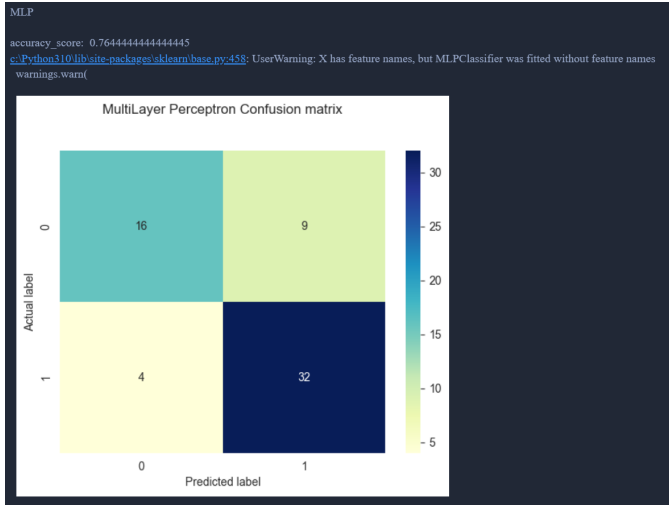 MLP
accuracy_score: 0.7644444444444445
c:\Python310\lib\site-packages\sklearn\base.py:458: UserWarning: X has feature names, but MLPClassifier was fitted without feature names
warnings.warn(
MultiLayer Perceptron Confusion matrix
30
0
16
9
25
20
Actual label
15
1
4
32
10
5
0
1
Predicted label